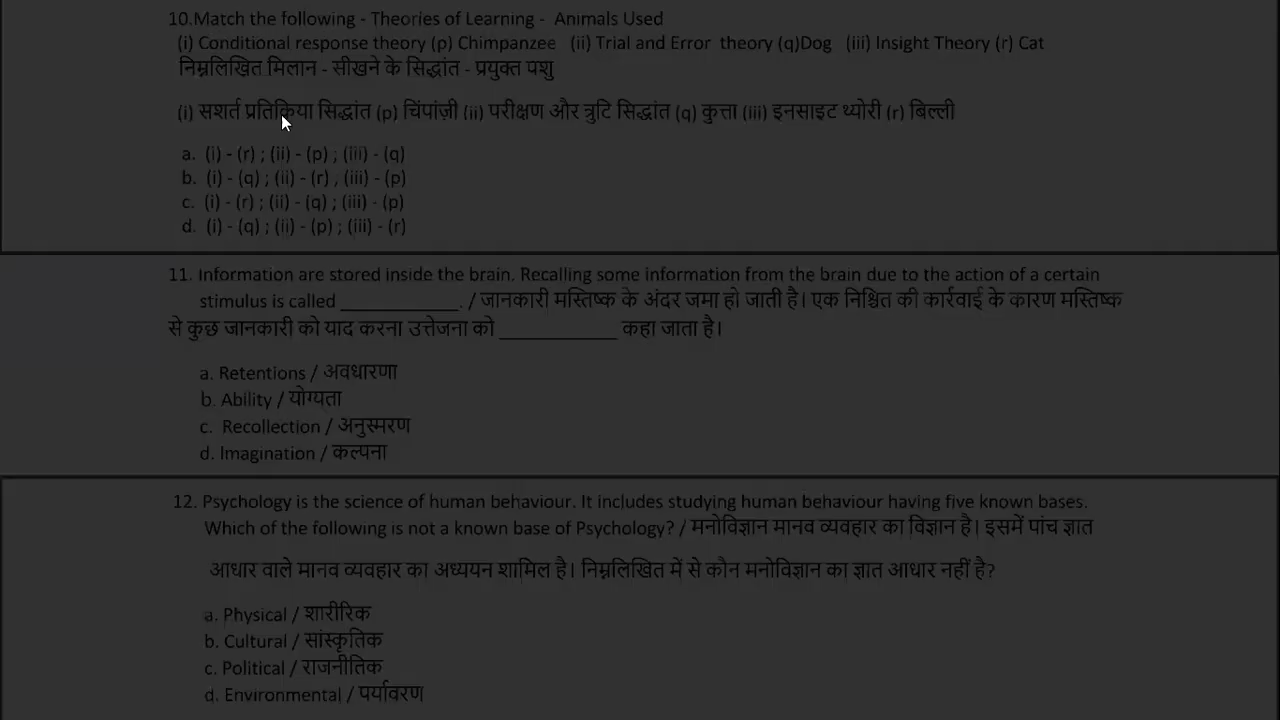 10.Match the following - Theories of Learning - Animals Used
(i) Conditional response theory (p) Chimpanzee (ii) Trial and Error theory (q)Dog (iii) Insight Theory (r) Cat
निम्नलिखित मिलान - सीखने के सिद्धांत - प्रयुक्त पशु
(i) सशर्त प्रतिक्रिया सिद्धांत (p) चिंपांज़ी (ii) परीक्षण और त्रुटि सिद्धांत (q) कुत्ता (iii) इनसाइट थ्योरी (r) बिल्ली
a. (i) - (r) ; (ii) - (p) ; (iii) - (q)
b. (i) - (q) ; (ii) - (r) , (iii) - (p)
c. (i) - (r) ; (ii) - (q) ; (iii) - (p)
d. (i) - (q) ; (ii) - (p) ; (iii) - (r)
11. Information are stored inside the brain. Recalling some information from the brain due to the action of a certain
stimulus is called ____________. / जानकारी मस्तिष्क के अंदर जमा हो जाती है। एक निश्चित की कार्रवाई के कारण मस्तिष्क
से कुछ जानकारी को याद करना उत्तेजना को ____________ कहा जाता है।
a. Retentions / अवधारणा
b. Ability / योग्यता
c. Recollection / अनुस्मरण
d. Imagination / कल्पना
12. Psychology is the science of human behaviour. It includes studying human behaviour having five known bases.
Which of the following is not a known base of Psychology? / मनोविज्ञान मानव व्यवहार का विज्ञान है। इसमें पांच ज्ञात
आधार वाले मानव व्यवहार का अध्ययन शामिल है। निम्नलिखित में से कौन मनोविज्ञान का ज्ञात आधार नहीं है?
a. Physical / शारीरिक
b. Cultural / सांस्कृतिक
c. Political / राजनीतिक
d. Environmental / पर्यावरण